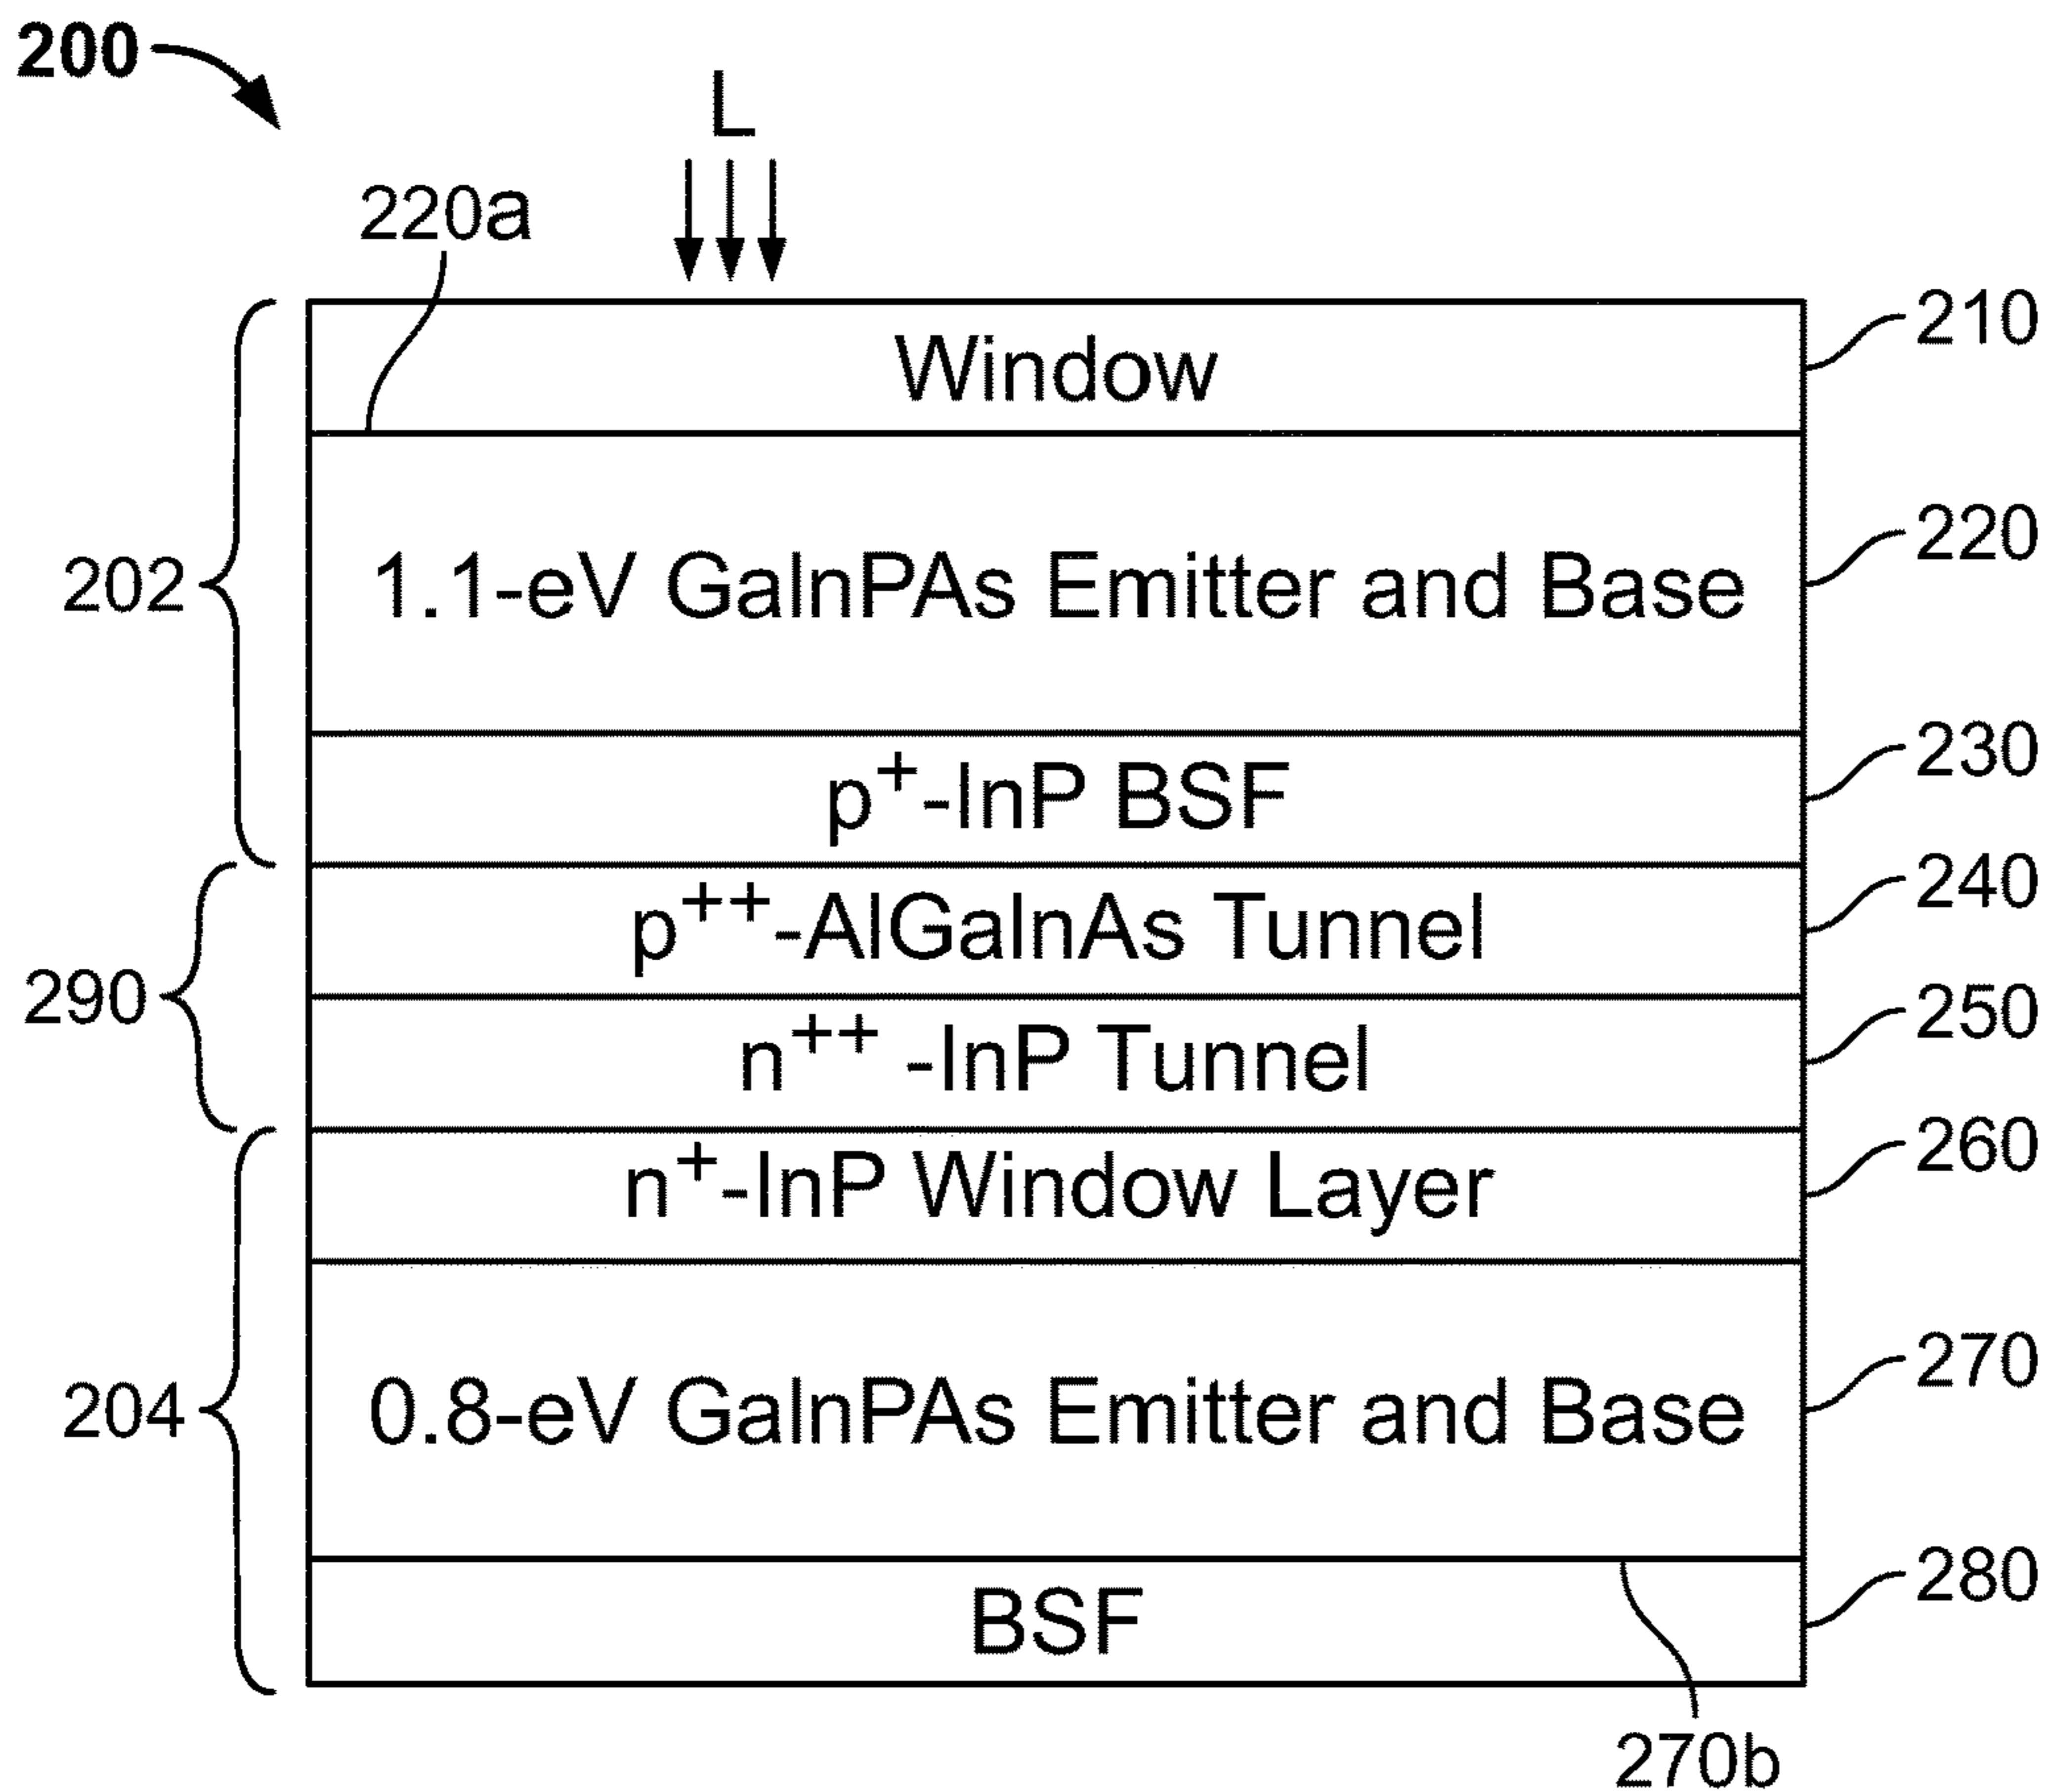 200
L
220a
Window
210
202
1.1-eV GaInPAs Emitter and Base
220
p⁺-InP BSF
230
p⁺⁺-AlGaInAs Tunnel
240
290
n⁺⁺ -InP Tunnel
250
n⁺-InP Window Layer
260
204
0.8-eV GaInPAs Emitter and Base
270
BSF
280
270b